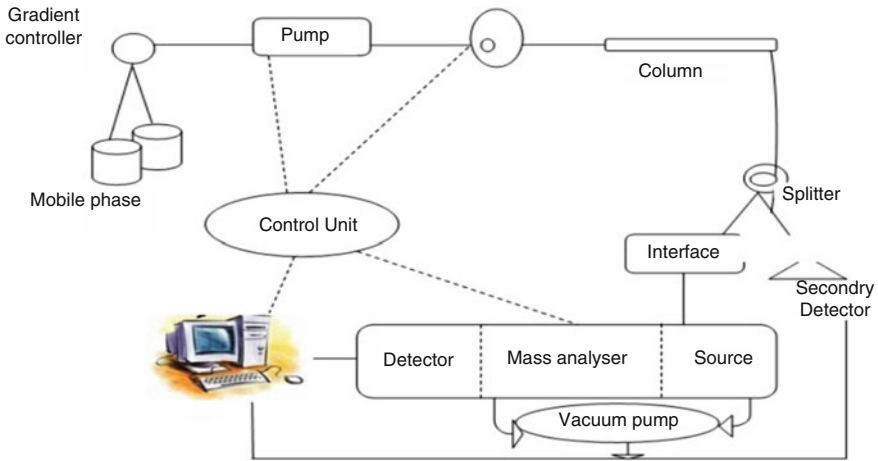 Gradient
controller
Pump
Column
Mobile phase
Splitter
Control Unit
Interface
Secondry
Detector
Detector
Mass analyser
Source
Vacuum pump